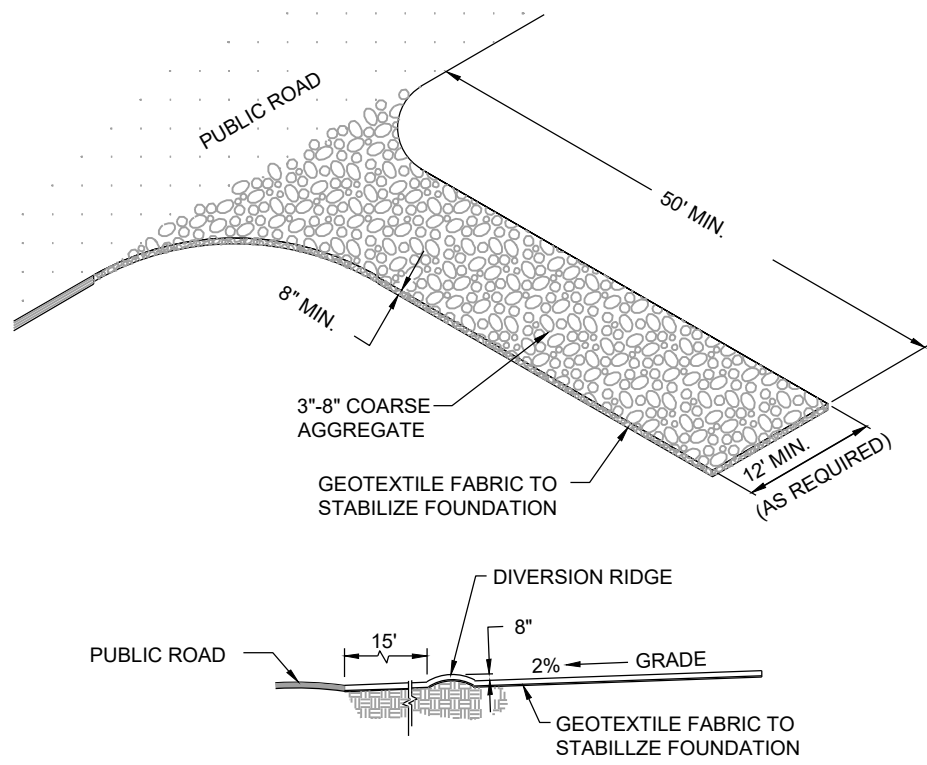 PUBLIC ROAD
50' MIN.
8" MIN.
3"-8" COARSE
AGGREGATE
GEOTEXTILE FABRIC TO
STABILIZE FOUNDATION
12' MIN.
(AS REQUIRED)
DIVERSION RIDGE
15'
8"
PUBLIC ROAD
2%
GRADE
GEOTEXTILE FABRIC TO
STABILLZE FOUNDATION